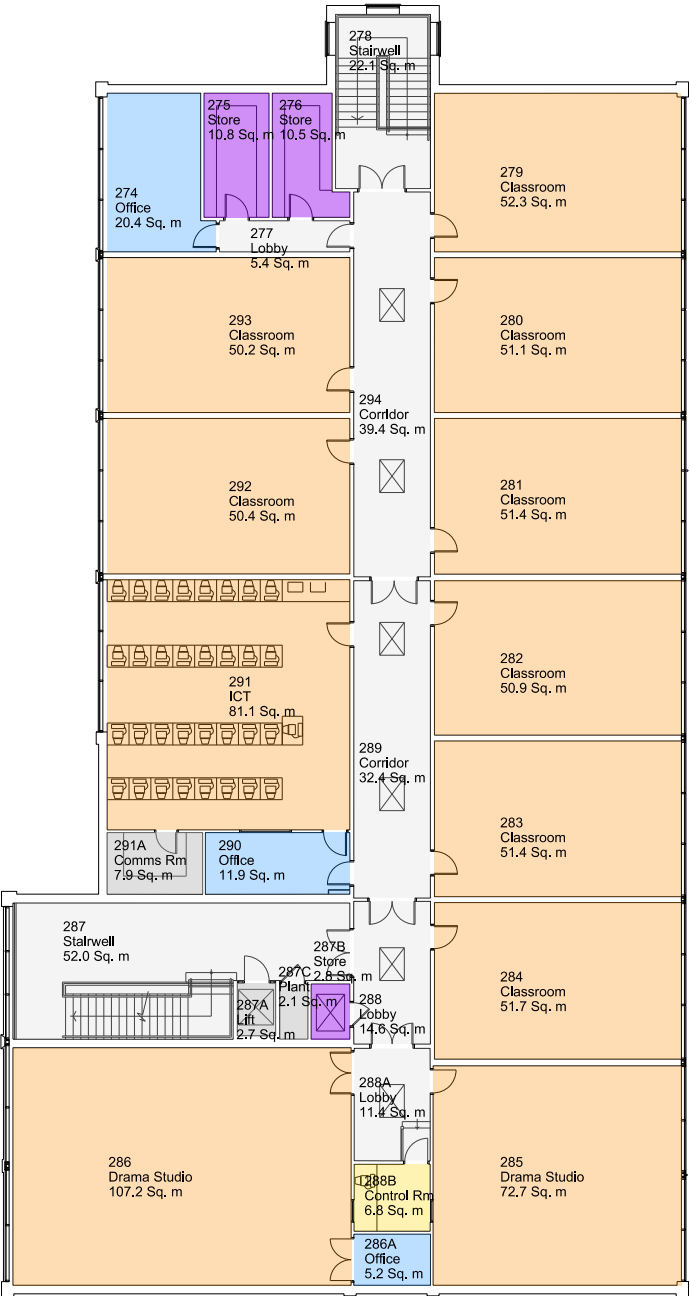 278
Stairwell
22.1 Sq. m
275
Store
10.8 Sq. m
276
Store
10.5 Sq. m
274
Office
20.4 Sq. m
277
Lobby
5.4 Sq. m
279
Classroom
52.3 Sq. m
293
Classroom
50.2 Sq. m
280
Classroom
51.1 Sq. m
294
Corridor
39.4 Sq. m
292
Classroom
50.4 Sq. m
281
Classroom
51.4 Sq. m
291
ICT
81.1 Sq. m
282
Classroom
50.9 Sq. m
289
Corridor
32.4 Sq. m
283
Classroom
51.4 Sq. m
291A
Comms Rm
7.9 Sq. m
290
Office
11.9 Sq. m
287
Stairwell
52.0 Sq. m
287B
Store
2.8 Sq. m
287C
Plant
2.1 Sq. m
287A
Lift
2.7 Sq. m
288
Lobby
14.6 Sq. m
284
Classroom
51.7 Sq. m
288A
Lobby
11.4 Sq. m
286
Drama Studio
107.2 Sq. m
288B
Control Rm
6.8 Sq. m
285
Drama Studio
72.7 Sq. m
286A
Office
5.2 Sq. m